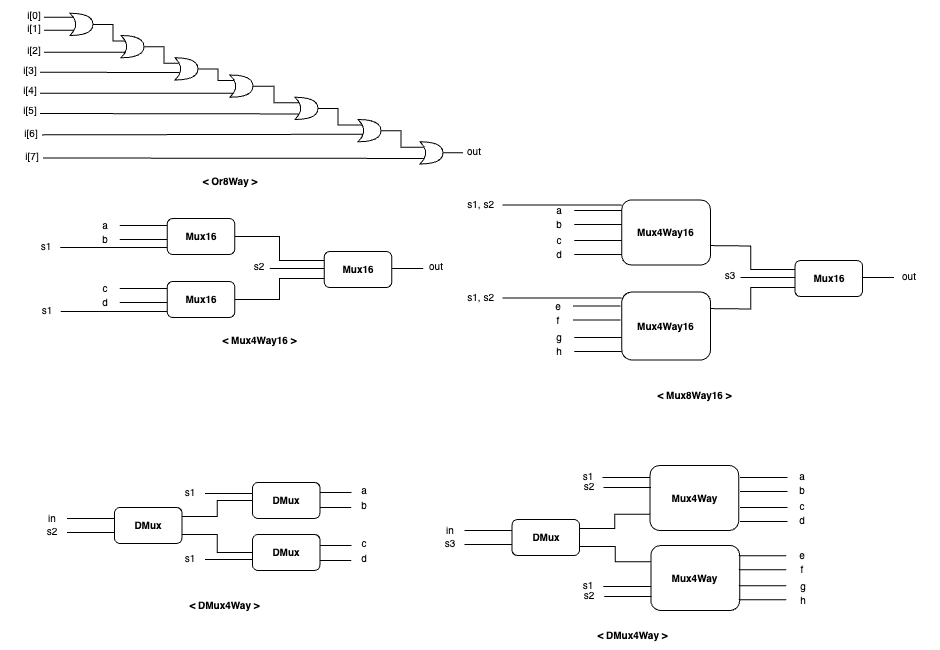 i[0]
i[1]
i[2]
i[3]
i[4]
i[5]
i[6]
i[7]
out
< Or8Way >
a
b
s1
Mux16
c
d
s1
Mux16
s2
Mux16
out
< Mux4Way16 >
s1, s2
a
b
c
d
Mux4Way16
s1, s2
e
f
g
h
Mux4Way16
s3
Mux16
out
< Mux8Way16 >
in
s2
DMux
s1
DMux
a
b
s1
DMux
c
d
< DMux4Way >
in
s3
DMux
s1
s2
Mux4Way
a
b
c
d
s1
s2
Mux4Way
e
f
g
h
< DMux4Way >